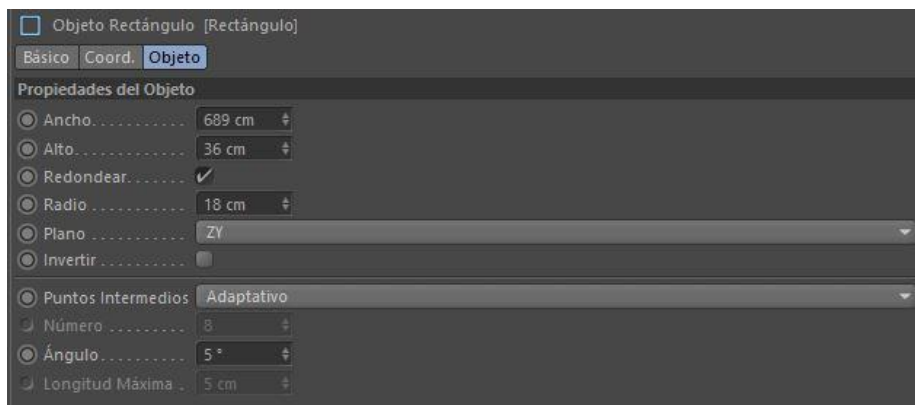 Objeto Rectángulo [Rectángulo]
Básico Coord. Objeto
Propiedades del Objeto
Ancho........... 689 cm
Alto............. 36 cm
Redondear....... ✓
Radio........... 18 cm
Plano........... ZY
Invertir..........
Puntos Intermedios Adaptativo
Número......... 8
Ángulo.......... 5 °
Longitud Máxima . 5 cm